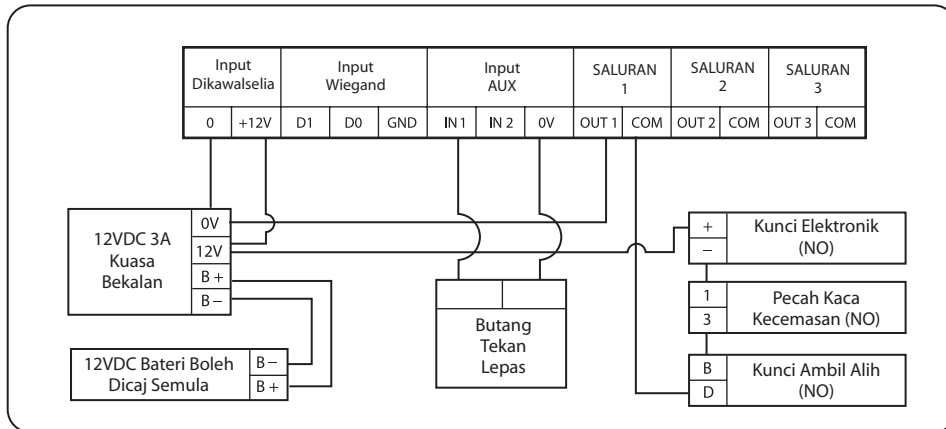 Input Dikawalselia
Input Wiegand
Input AUX
SALURAN 1
SALURAN 2
SALURAN 3
0 +12V D1 D0 GND IN 1 IN 2 0V OUT 1 COM OUT 2 COM OUT 3 COM
12VDC 3A
Kuasa
Bekalan
0V
12V
B +
B −
12VDC Bateri Boleh
Dicaj Semula
B −
B +
Butang
Tekan
Lepas
+
−
Kunci Elektronik
(NO)
1
3
Pecah Kaca
Kecemasan (NO)
B
D
Kunci Ambil Alih
(NO)